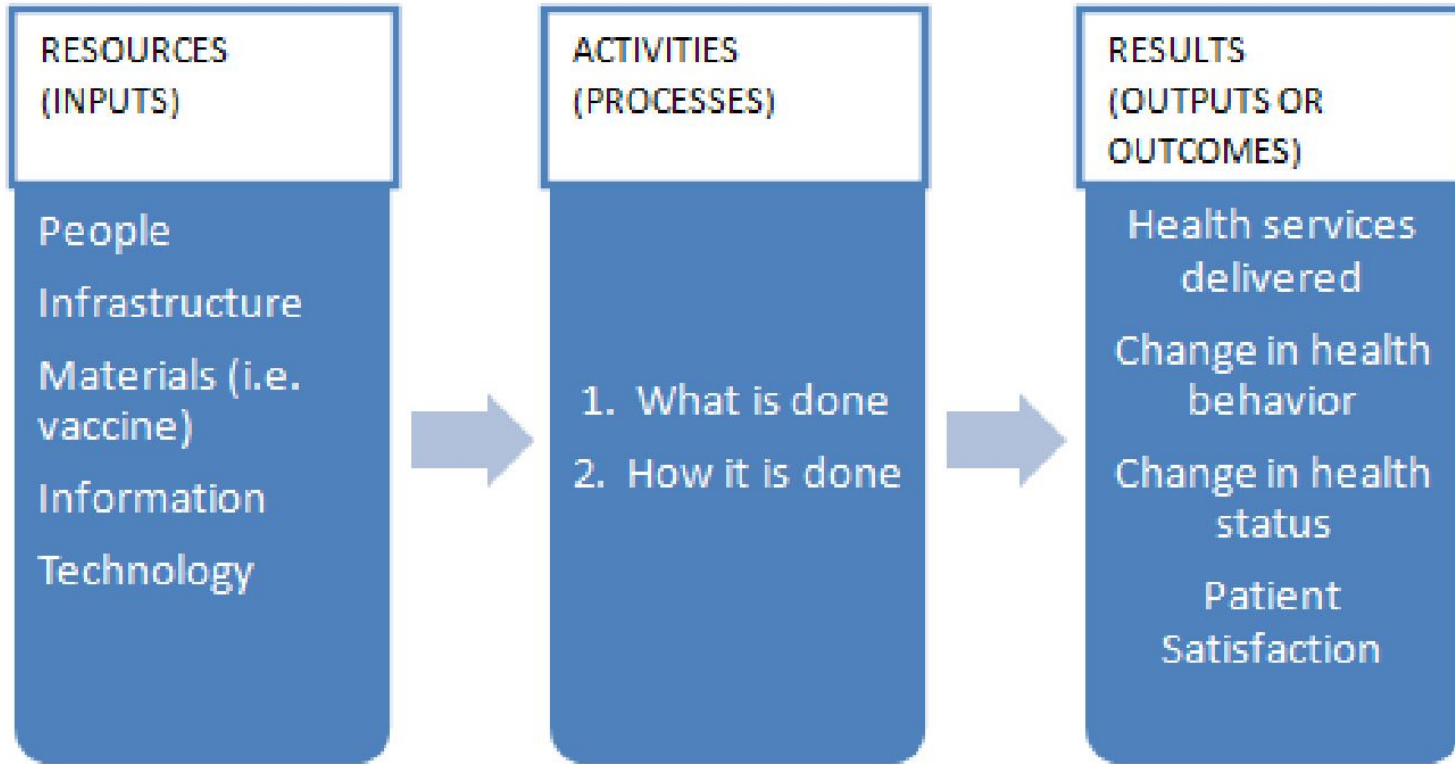 RESOURCES
(INPUTS)
People
Infrastructure
Materials (i.e.
vaccine)
Information
Technology
ACTIVITIES
(PROCESSES)
1. What is done
2. How it is done
RESULTS
(OUTPUTS OR
OUTCOMES)
Health services
delivered
Change in health
behavior
Change in health
status
Patient
Satisfaction